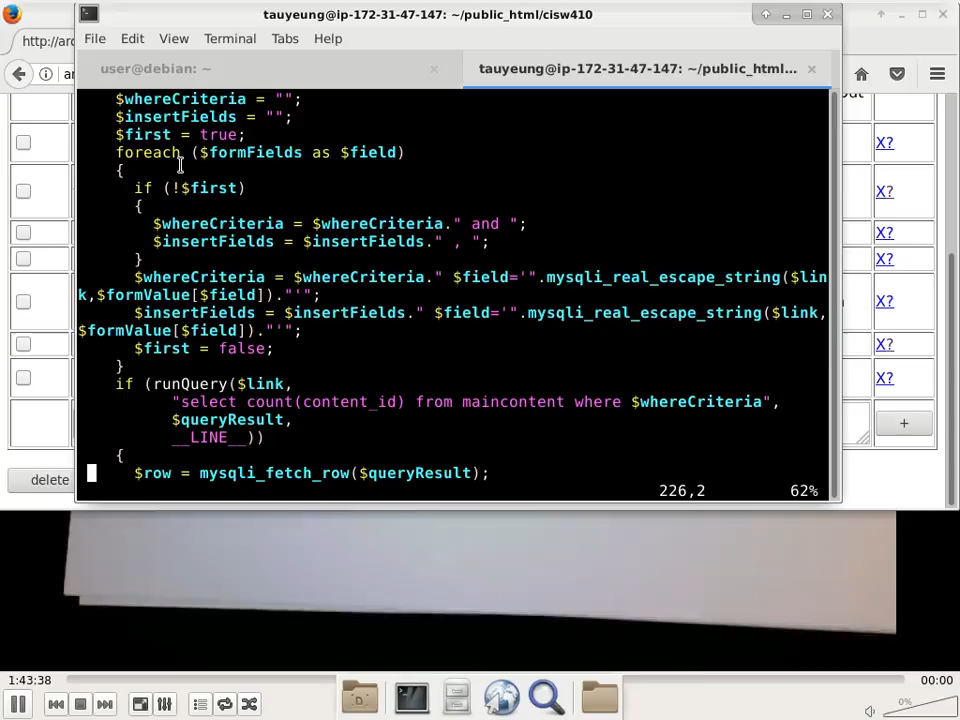 tauyeung@ip-172-31-47-147: ~/public_html/cisw410
File Edit View Terminal Tabs Help
http://arc
user@debian: ~
tauyeung@ip-172-31-47-147: ~/public_html...
$whereCriteria = "";
$insertFields = "";
$first = true;
foreach ($formFields as $field)
{
if (!$first)
{
$whereCriteria = $whereCriteria." and ";
$insertFields = $insertFields." , ";
}
$whereCriteria = $whereCriteria." $field='".mysqli_real_escape_string($lin
k,$formValue[$field])."'";
$insertFields = $insertFields." $field='".mysqli_real_escape_string($link,
$formValue[$field])."'";
$first = false;
}
if (runQuery($link,
"select count(content_id) from maincontent where $whereCriteria",
$queryResult,
__LINE__))
{
$row = mysqli_fetch_row($queryResult);
226,2 62%
X?
X?
X?
X?
X?
X?
X?
+
delete
1:43:38
00:00
0%